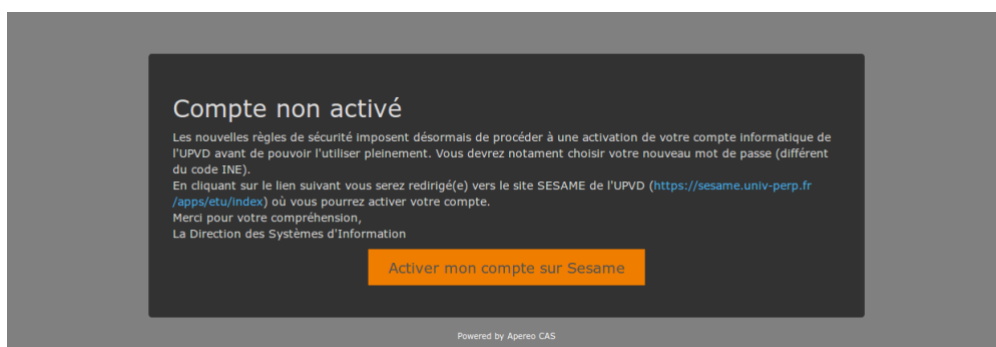 Compte non activé
Les nouvelles règles de sécurité imposent désormais de procéder à une activation de votre compte informatique de
l'UPVD avant de pouvoir l'utiliser pleinement. Vous devrez notament choisir votre nouveau mot de passe (différent
du code INE).
En cliquant sur le lien suivant vous serez redirigé(e) vers le site SESAME de l'UPVD (https://sesame.univ-perp.fr
/apps/etu/index) où vous pourrez activer votre compte.
Merci pour votre compréhension,
La Direction des Systèmes d'Information
Activer mon compte sur Sesame
Powered by Apereo CAS